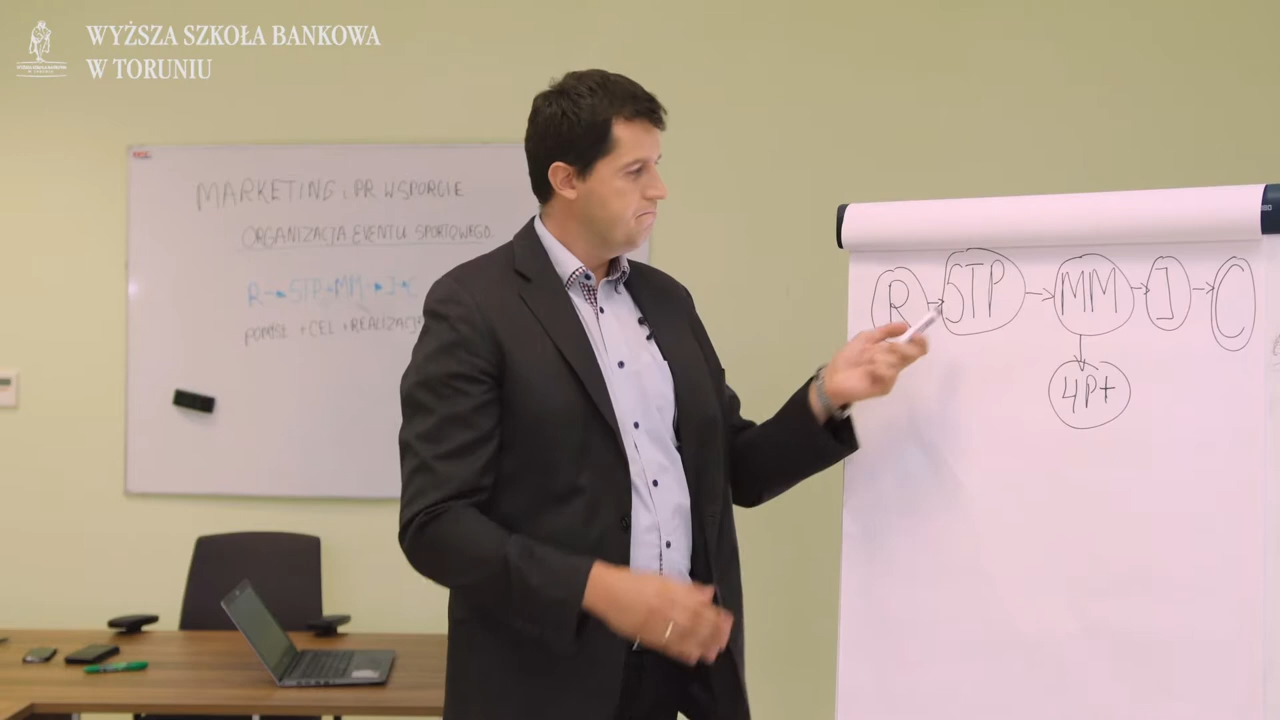 WYŻSZA SZKOŁA BANKOWA
W TORUNIU
MARKETING i PR W SPORCIE
ORGANIZACJA EVENTU SPORTOWEGO.
R → STP → MM → I → C
POMYSŁ + CEL + REALIZACJA
R → STP → MM → I → C
4P+